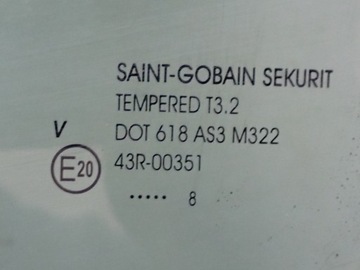 SAINT-GOBAIN SEKURIT
TEMPERED T3.2
V DOT 618 AS3 M322
E20 43R-00351
..... 8